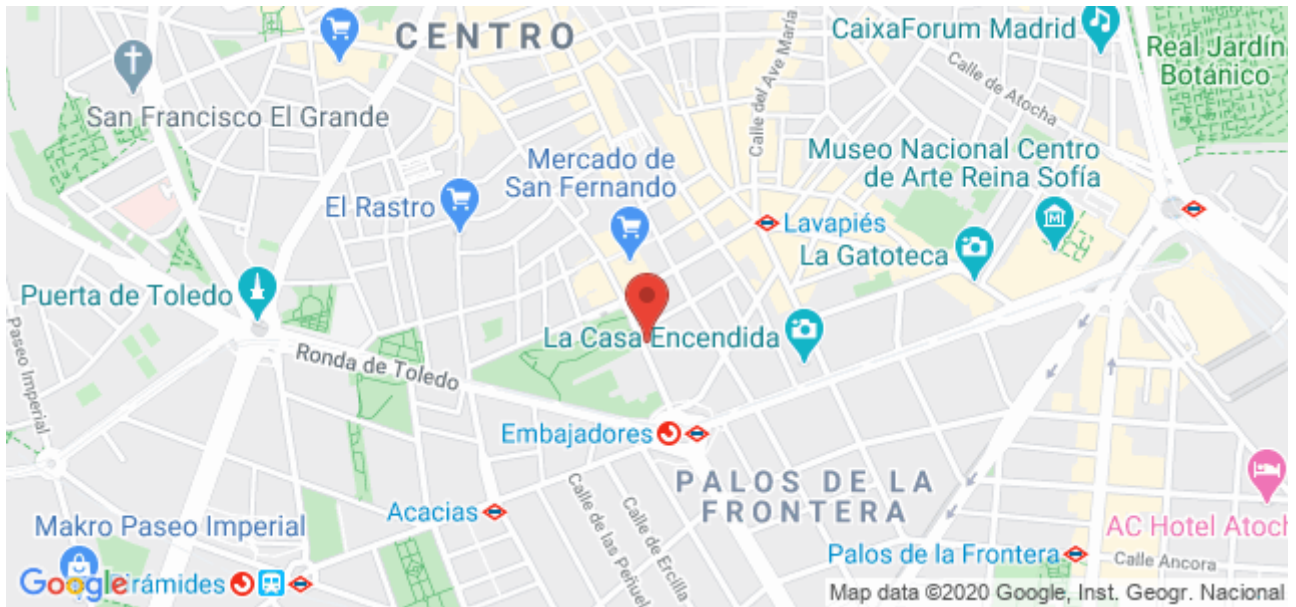 CENTRO
CaixaForum Madrid
Real Jardín
Botánico
San Francisco El Grande
Calle del Ave María
Calle de Atocha
Mercado de
San Fernando
Museo Nacional Centro
de Arte Reina Sofía
El Rastro
Lavapiés
La Gatoteca
Puerta de Toledo
La Casa Encendida
Paseo Imperial
Ronda de Toledo
Embajadores
PALOS DE LA
FRONTERA
Acacias
Calle de las Peñuel
Calle de Ercilla
Makro Paseo Imperial
AC Hotel Atoch
Palos de la Frontera
Calle Ancora
Google
irámides
Map data ©2020 Google, Inst. Geogr. Nacional